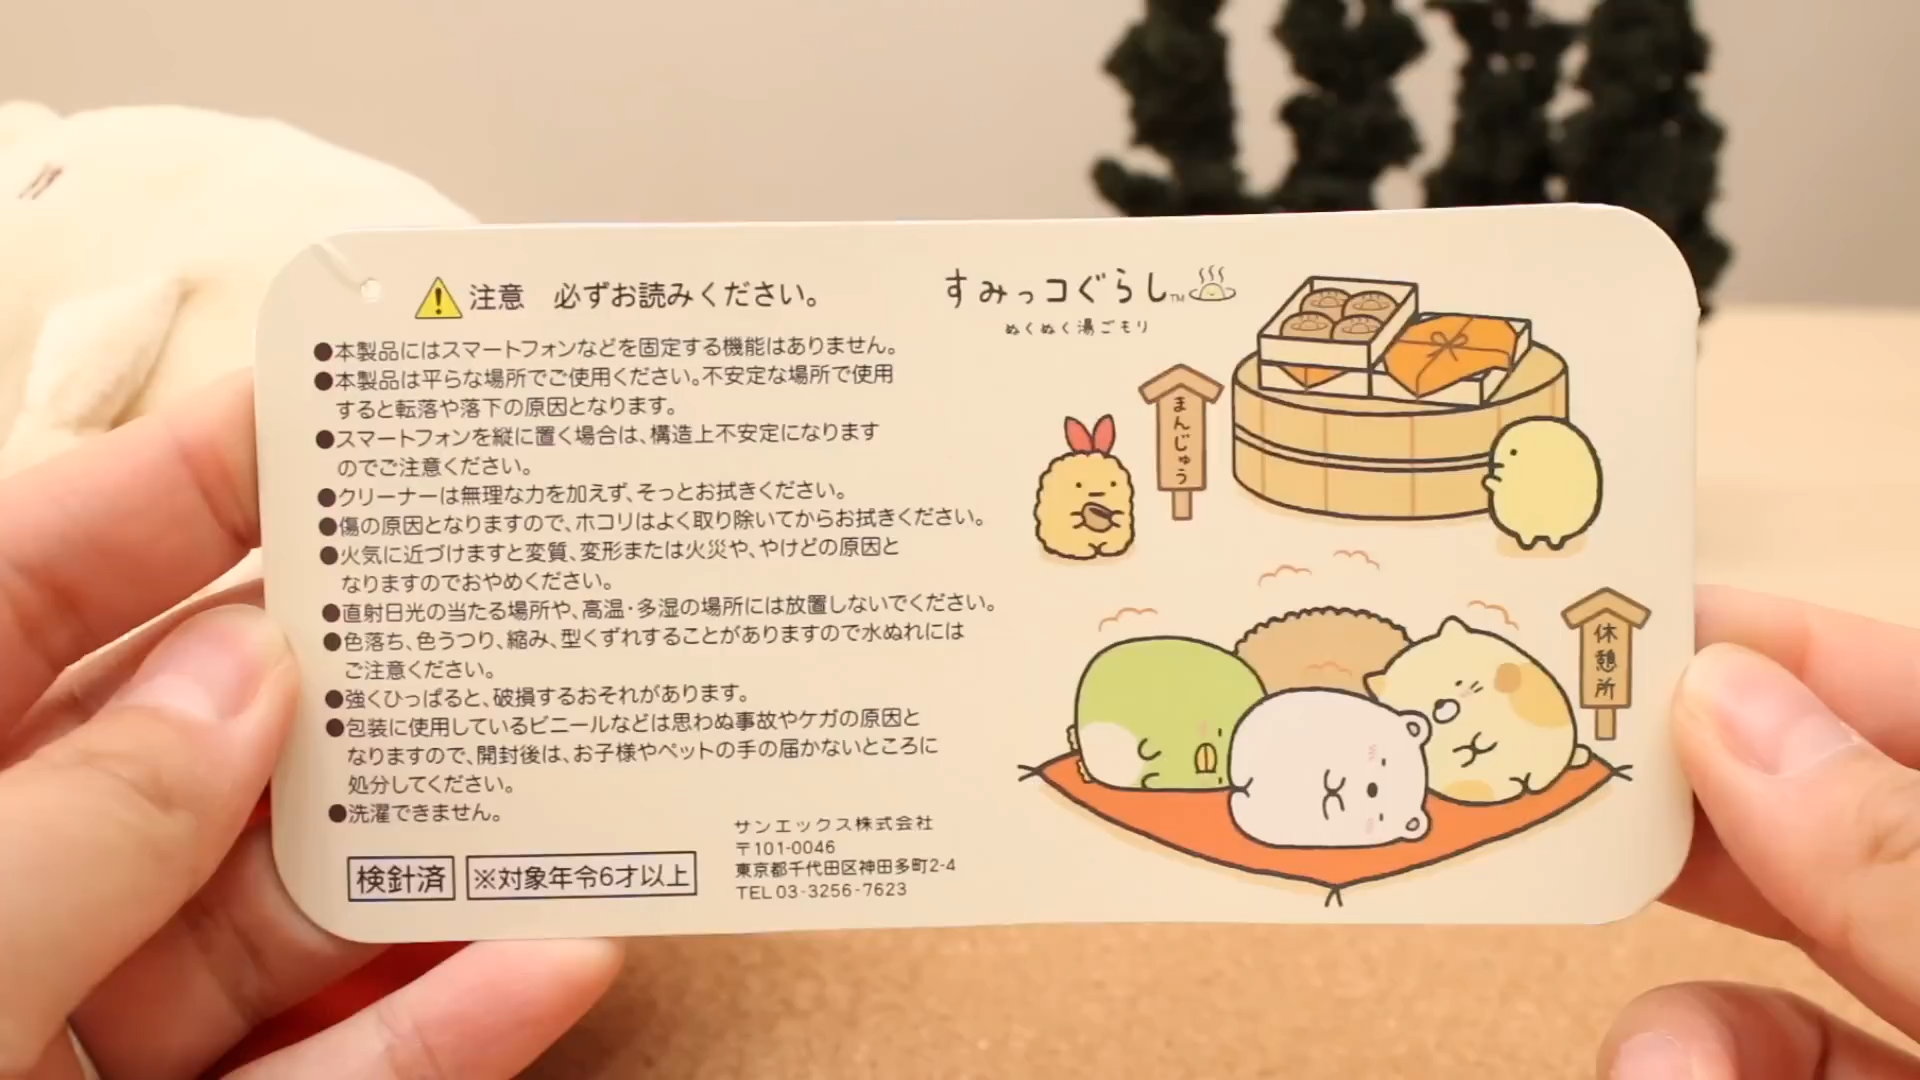 注意 必ずお読みください。
●本製品にはスマートフォンなどを固定する機能はありません。
●本製品は平らな場所でご使用ください。不安定な場所で使用
すると転落や落下の原因となります。
●スマートフォンを縦に置く場合は、構造上不安定になります
のでご注意ください。
●クリーナーは無理な力を加えず、そっとお拭きください。
●傷の原因となりますので、ホコリはよく取り除いてからお拭きください。
●火気に近づけますと変質、変形または火災や、やけどの原因と
なりますのでおやめください。
●直射日光の当たる場所や、高温・多湿の場所には放置しないでください。
●色落ち、色うつり、縮み、型くずれすることがありますので水ぬれには
ご注意ください。
●強くひっぱると、破損するおそれがあります。
●包装に使用しているビニールなどは思わぬ事故やケガの原因と
なりますので、開封後は、お子様やペットの手の届かないところに
処分してください。
●洗濯できません。
検針済
※対象年令6才以上
サンエックス株式会社
〒101-0046
東京都千代田区神田多町2-4
TEL 03-3256-7623
すみっコぐらし™
ぬくぬく湯ごもり
まんじゅう
休憩所